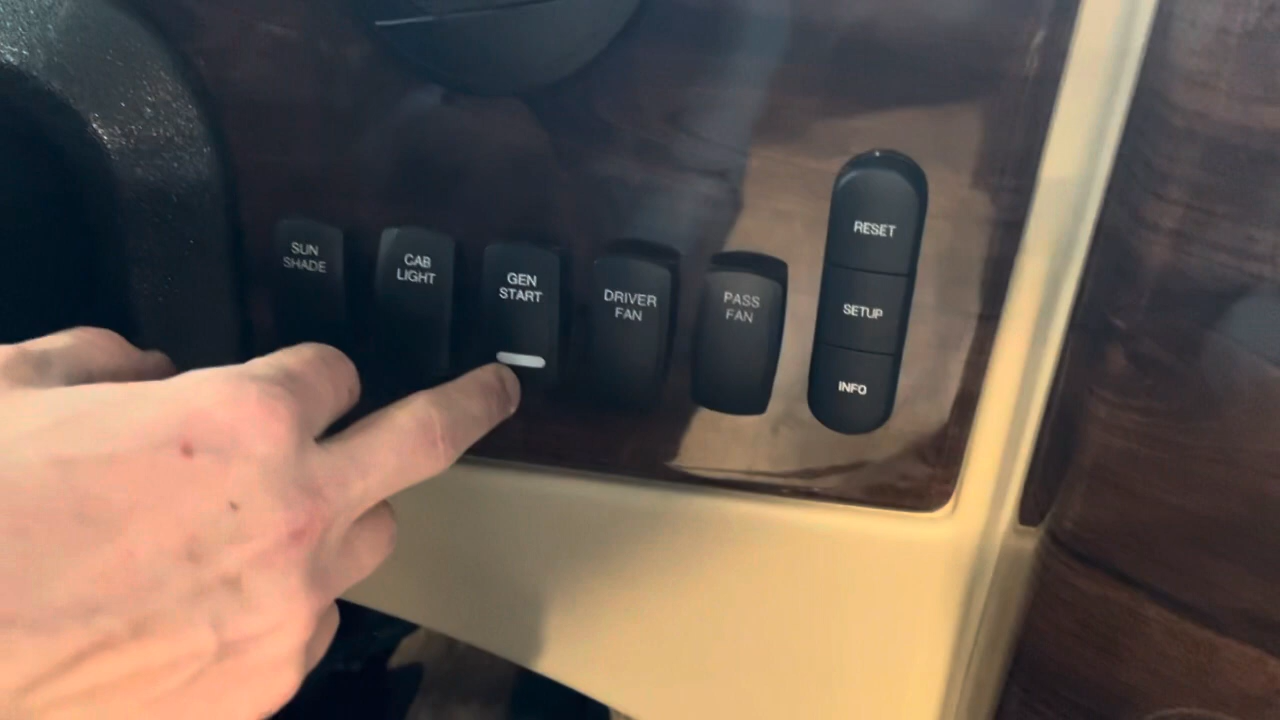 SUN
SHADE
CAB
LIGHT
GEN
START
DRIVER
FAN
PASS
FAN
RESET
SETUP
INFO